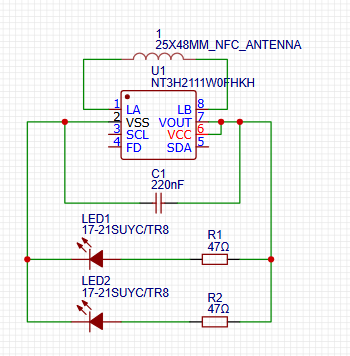 1
25X48MM_NFC_ANTENNA
U1
NT3H2111W0FHKH
1 LA LB 8
2 VSS VOUT 7
3 SCL VCC 6
4 FD SDA 5
C1
220nF
LED1
17-21SUYC/TR8
R1
47Ω
LED2
17-21SUYC/TR8
R2
47Ω